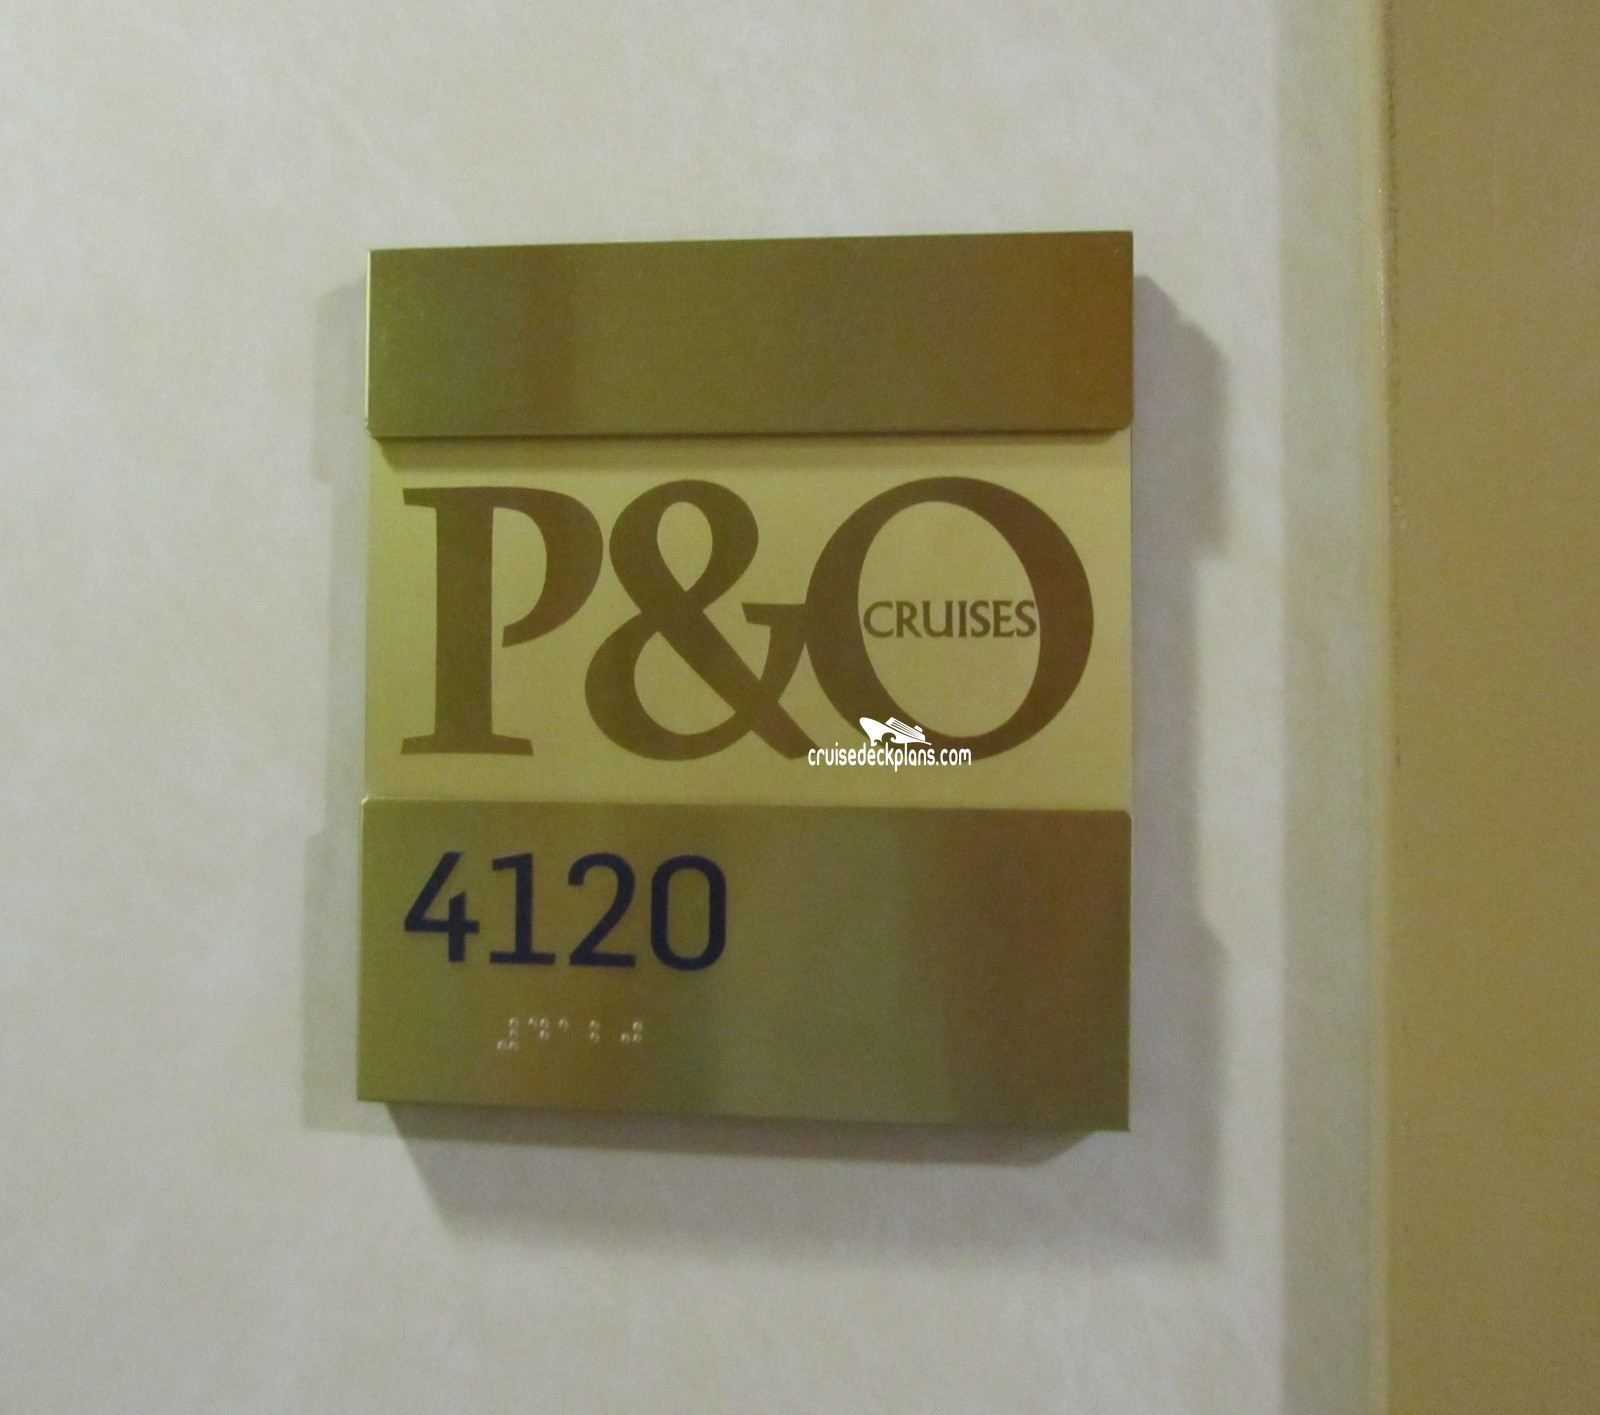 P&O
CRUISES
cruisedeckplans.com
4120